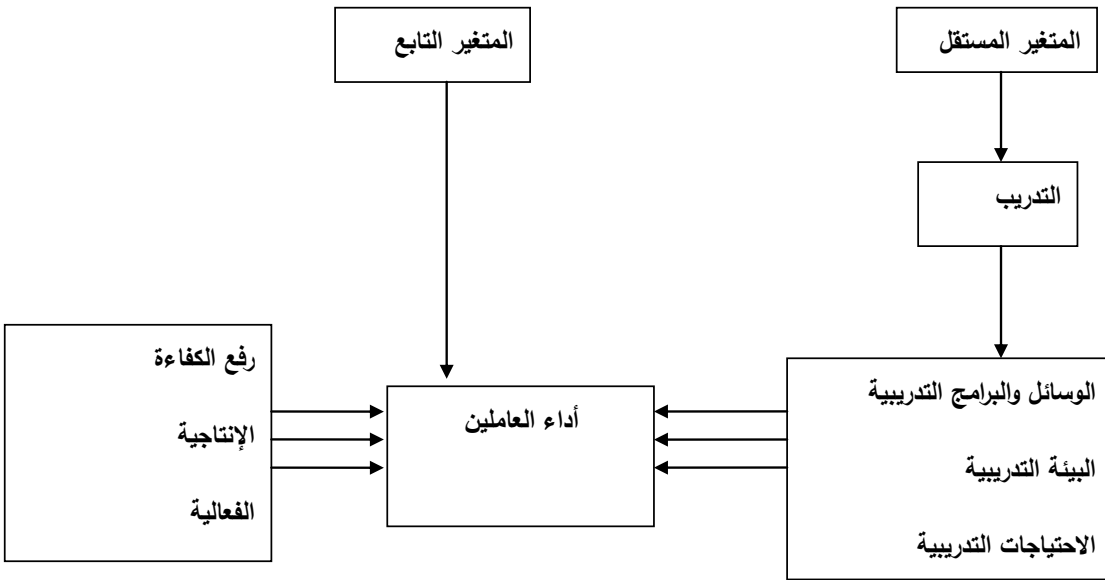 المتغير المستقل
المتغير التابع
التدريب
الوسائل والبرامج التدريبية
البيئة التدريبية
الاحتياجات التدريبية
أداء العاملين
رفع الكفاءة
الإنتاجية
الفعالية